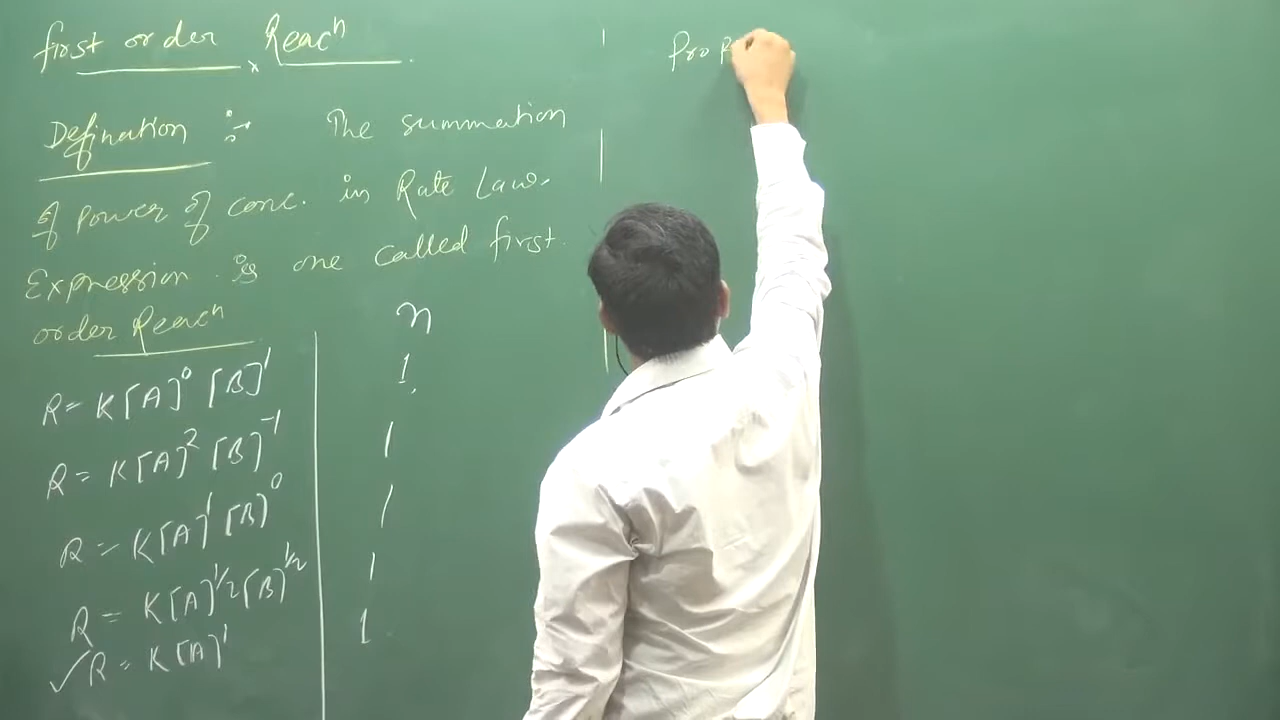 first order Reacⁿ
Defination :- The summation
of power of conc. in Rate Law.
Expression is one called first.
order Reacⁿ
n
R = K[A]⁰ [B]¹ 1
R = K[A]² [B]⁻¹ 1
R = K[A]¹ [B]⁰ 1
R = K[A]^1/2 [B]^1/2 1
✓R = K[A]¹ 1
Prop